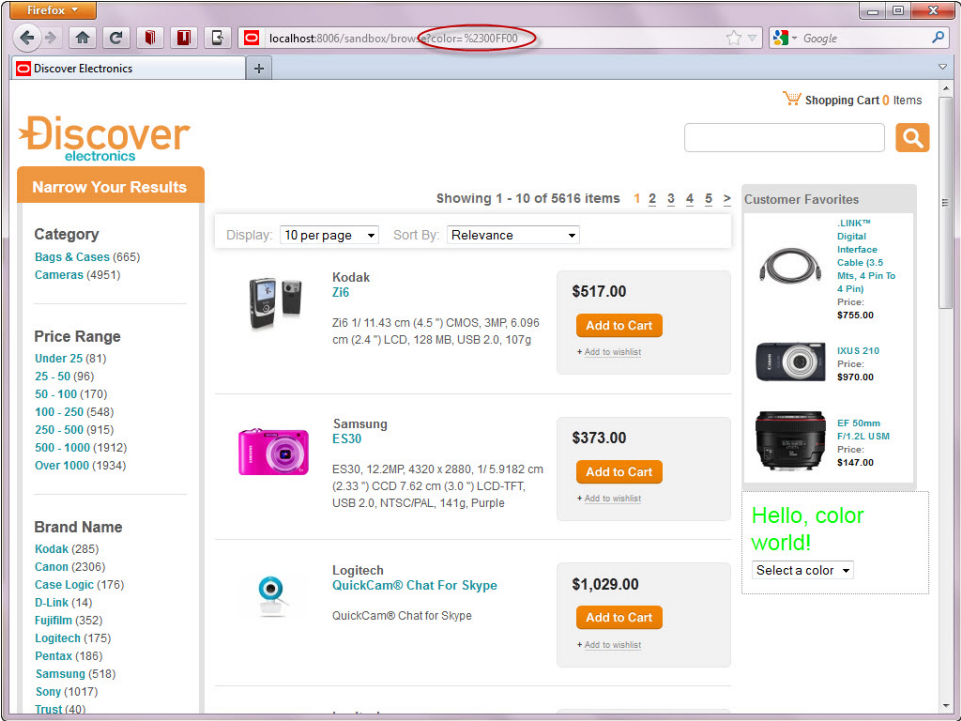 Firefox
localhost:8006/sandbox/browse?color=%2300FF00
Google
Discover Electronics
Shopping Cart 0 Items
Discover
electronics
Narrow Your Results
Category
Bags & Cases (665)
Cameras (4951)
Price Range
Under 25 (81)
25 - 50 (96)
50 - 100 (170)
100 - 250 (548)
250 - 500 (915)
500 - 1000 (1912)
Over 1000 (1934)
Brand Name
Kodak (285)
Canon (2306)
Case Logic (176)
D-Link (14)
Fujifilm (352)
Logitech (175)
Pentax (186)
Samsung (518)
Sony (1017)
Trust (40)
Showing 1 - 10 of 5616 items 1 2 3 4 5 >
Display: 10 per page Sort By: Relevance
Kodak
Zi6
Zi6 1/ 11.43 cm (4.5 ") CMOS, 3MP, 6.096
cm (2.4 ") LCD, 128 MB, USB 2.0, 107g
$517.00
Add to Cart
+ Add to wishlist
Samsung
ES30
ES30, 12.2MP, 4320 x 2880, 1/ 5.9182 cm
(2.33 ") CCD 7.62 cm (3.0 ") LCD-TFT,
USB 2.0, NTSC/PAL, 141g, Purple
$373.00
Add to Cart
+ Add to wishlist
Logitech
QuickCam® Chat For Skype
QuickCam® Chat for Skype
$1,029.00
Add to Cart
+ Add to wishlist
Customer Favorites
.LINK™
Digital
Interface
Cable (3.5
Mts, 4 Pin To
4 Pin)
Price:
$755.00
IXUS 210
Price:
$970.00
EF 50mm
F/1.2L USM
Price:
$147.00
Hello, color
world!
Select a color